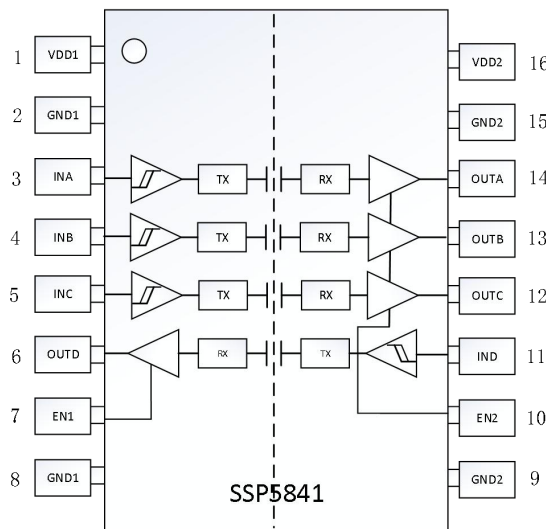 1 VDD1 VDD2 16
2 GND1 GND2 15
3 INA TX RX OUTA 14
4 INB TX RX OUTB 13
5 INC TX RX OUTC 12
6 OUTD RX TX IND 11
7 EN1 EN2 10
8 GND1 GND2 9
SSP5841